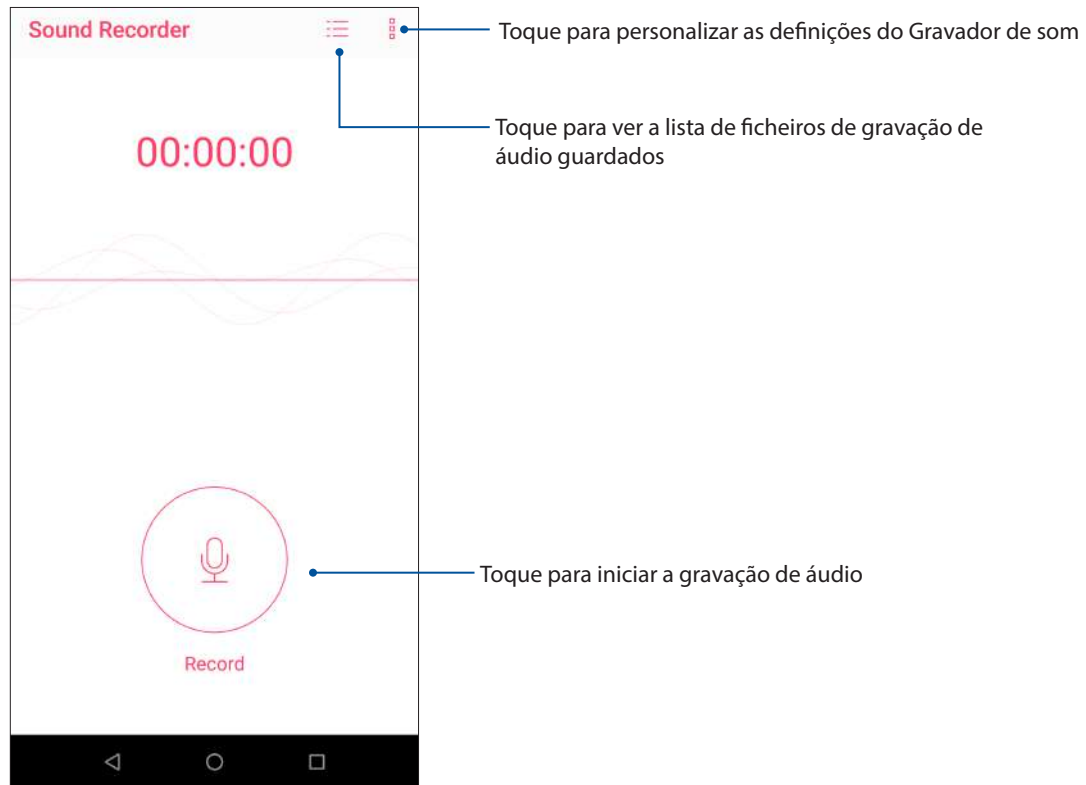 Sound Recorder
Toque para personalizar as definições do Gravador de som
Toque para ver a lista de ficheiros de gravação de
áudio guardados
00:00:00
Toque para iniciar a gravação de áudio
Record